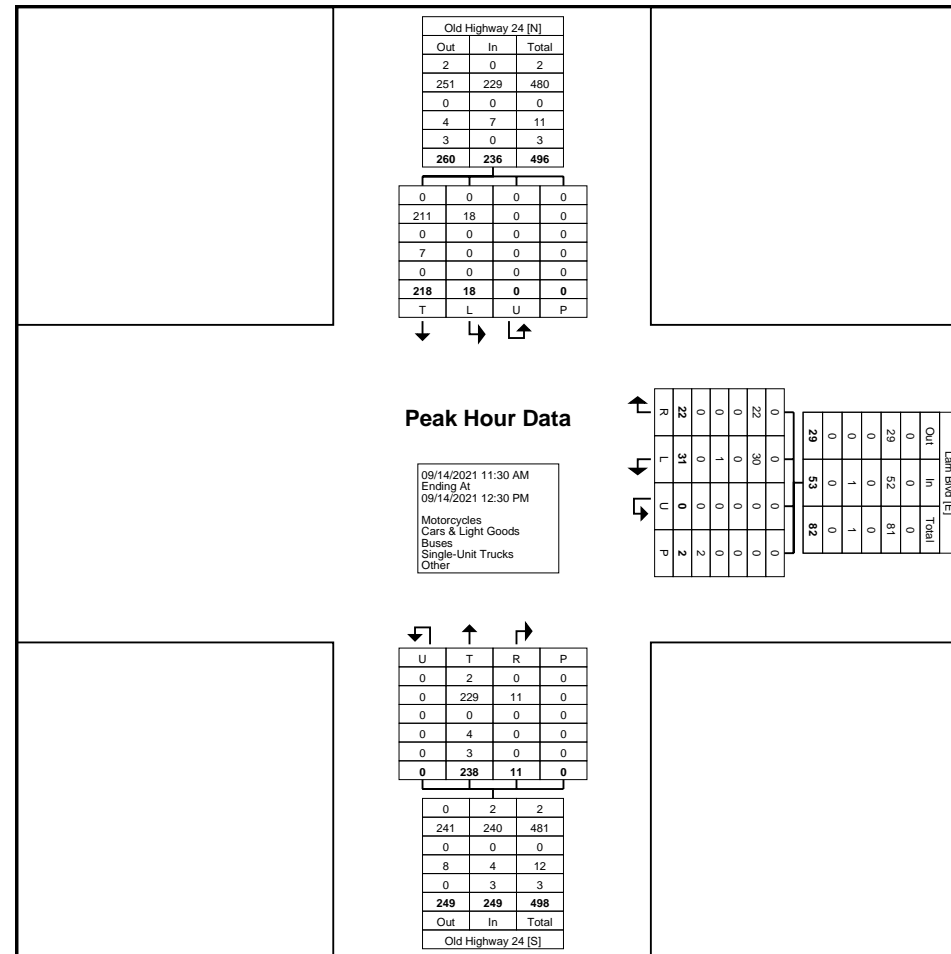 Old Highway 24 [N]
Out In Total
2 0 2
251 229 480
0 0 0
4 7 11
3 0 3
260 236 496
0 0 0 0
211 18 0 0
0 0 0 0
7 0 0 0
0 0 0 0
218 18 0 0
T L U P
Blvd [E]
Out In Total
0 0 0
29 52 81
0 0 0
0 1 1
0 0 0
29 53 82
0 0 0 0
22 30 0 0
0 0 0 0
0 1 0 0
0 0 0 2
22 31 0 2
R L U P
Peak Hour Data
09/14/2021 11:30 AM
Ending At
09/14/2021 12:30 PM
Motorcycles
Cars & Light Goods
Buses
Single-Unit Trucks
Other
U T R P
0 2 0 0
0 229 11 0
0 0 0 0
0 4 0 0
0 3 0 0
0 238 11 0
0 2 2
241 240 481
0 0 0
8 4 12
0 3 3
249 249 498
Out In Total
Old Highway 24 [S]